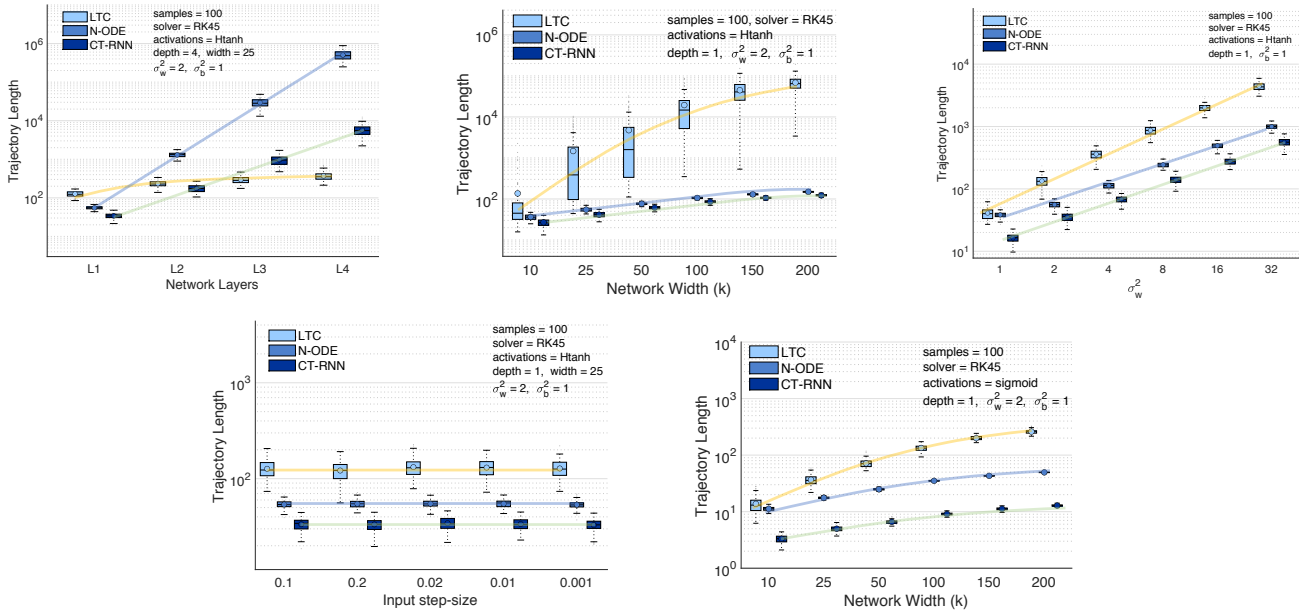 LTC
N-ODE
CT-RNN
samples = 100
solver = RK45
activations = Htanh
depth = 4, width = 25
σ²w = 2, σ²b = 1
Trajectory Length
10⁶
10⁴
10²
L1 L2 L3 L4
Network Layers
LTC
N-ODE
CT-RNN
samples = 100, solver = RK45
activations = Htanh
depth = 1, σ²w = 2, σ²b = 1
Trajectory Length
10⁶
10⁴
10²
10 25 50 100 150 200
Network Width (k)
LTC
N-ODE
CT-RNN
samples = 100
solver = RK45
activations = Htanh
depth = 1, σ²b = 1
Trajectory Length
10⁴
10³
10²
10¹
1 2 4 8 16 32
σ²w
LTC
N-ODE
CT-RNN
samples = 100
solver = RK45
activations = Htanh
depth = 1, width = 25
σ²w = 2, σ²b = 1
Trajectory Length
10³
10²
0.1 0.2 0.02 0.01 0.001
Input step-size
LTC
N-ODE
CT-RNN
samples = 100
solver = RK45
activations = sigmoid
depth = 1, σ²w = 2, σ²b = 1
Trajectory Length
10⁴
10³
10²
10¹
10⁰
10 25 50 100 150 200
Network Width (k)